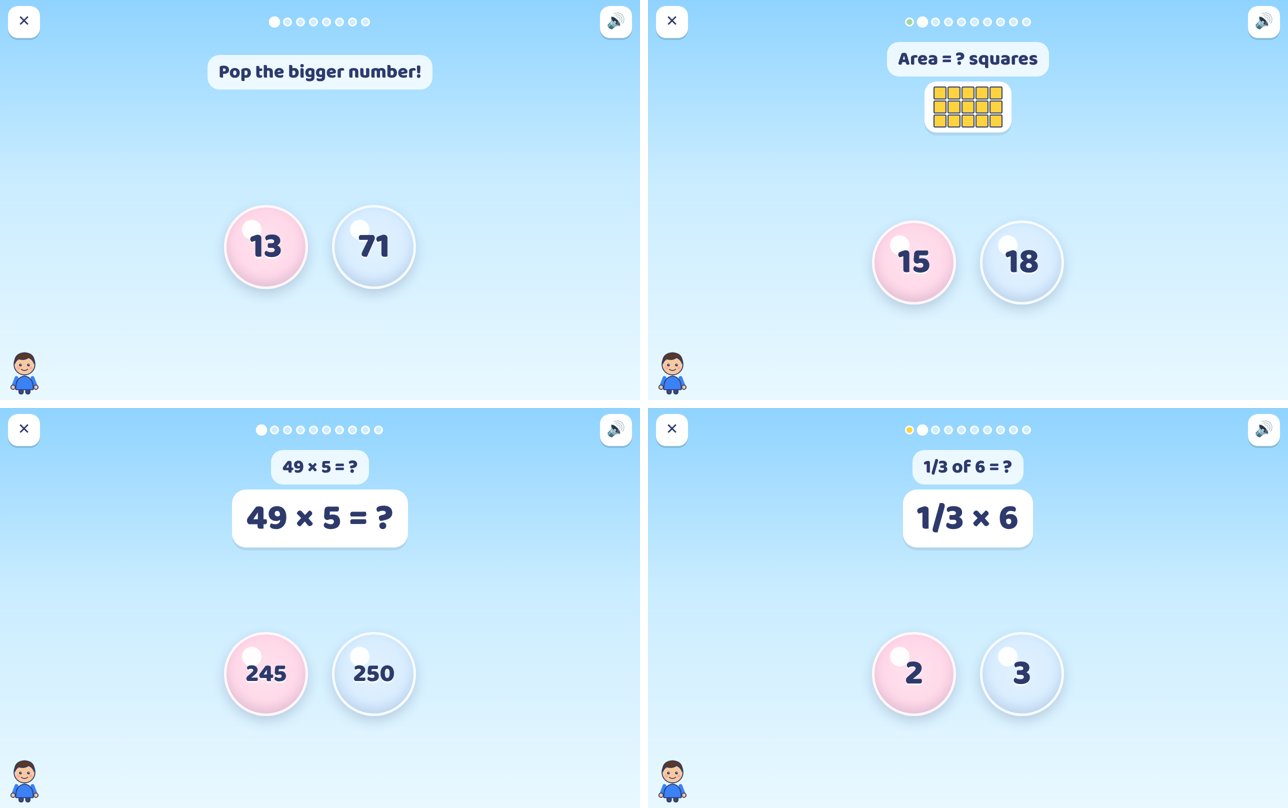 ✕
🔊
Pop the bigger number!
13
71
✕
🔊
Area = ? squares
15
18
✕
🔊
49 × 5 = ?
49 × 5 = ?
245
250
✕
🔊
1/3 of 6 = ?
1/3 × 6
2
3